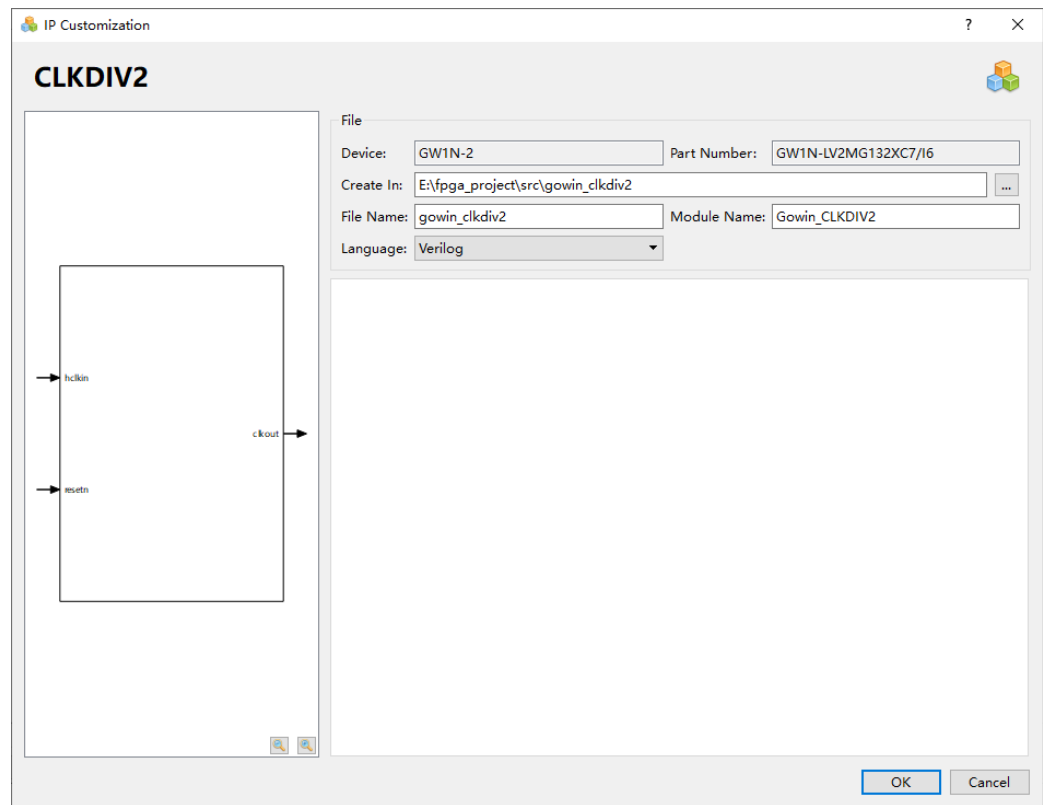 IP Customization
?
CLKDIV2
File
Device: GW1N-2 Part Number: GW1N-LV2MG132XC7/I6
Create In: E:\fpga_project\src\gowin_clkdiv2 ...
File Name: gowin_clkdiv2 Module Name: Gowin_CLKDIV2
Language: Verilog
hclkin
clkout
resetn
OK Cancel